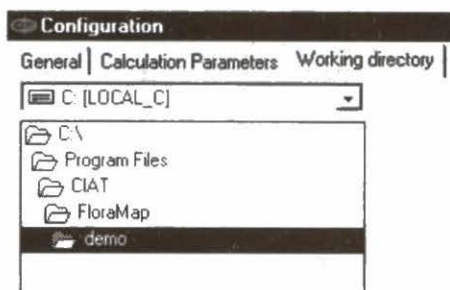 Configuration
General Calculation Parameters Working directory
C: [LOCAL_C]
C:\
Program Files
CIAT
FloraMap
demo